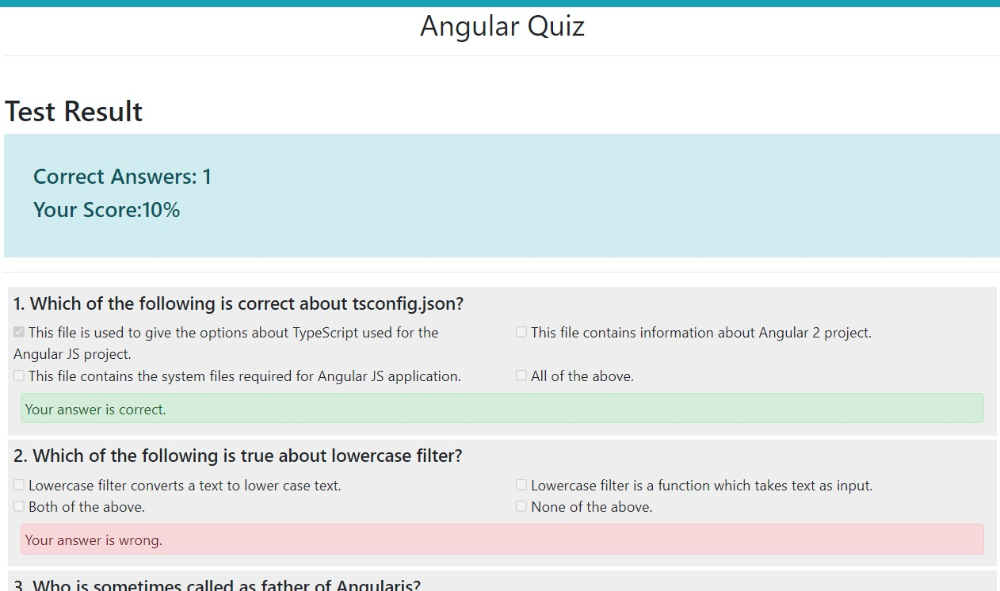 Angular Quiz
Test Result
Correct Answers: 1
Your Score:10%
1. Which of the following is correct about tsconfig.json?
This file is used to give the options about TypeScript used for the
Angular JS project.
This file contains information about Angular 2 project.
This file contains the system files required for Angular JS application.
All of the above.
Your answer is correct.
2. Which of the following is true about lowercase filter?
Lowercase filter converts a text to lower case text.
Lowercase filter is a function which takes text as input.
Both of the above.
None of the above.
Your answer is wrong.
3. Who is sometimes called as father of Angularjs?